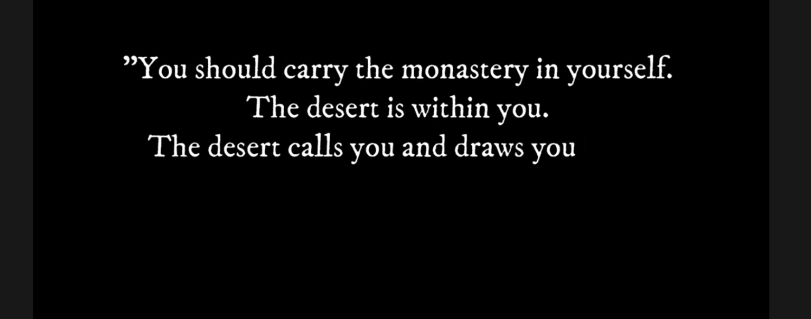 ”You should carry the monastery in yourself.
The desert is within you.
The desert calls you and draws you